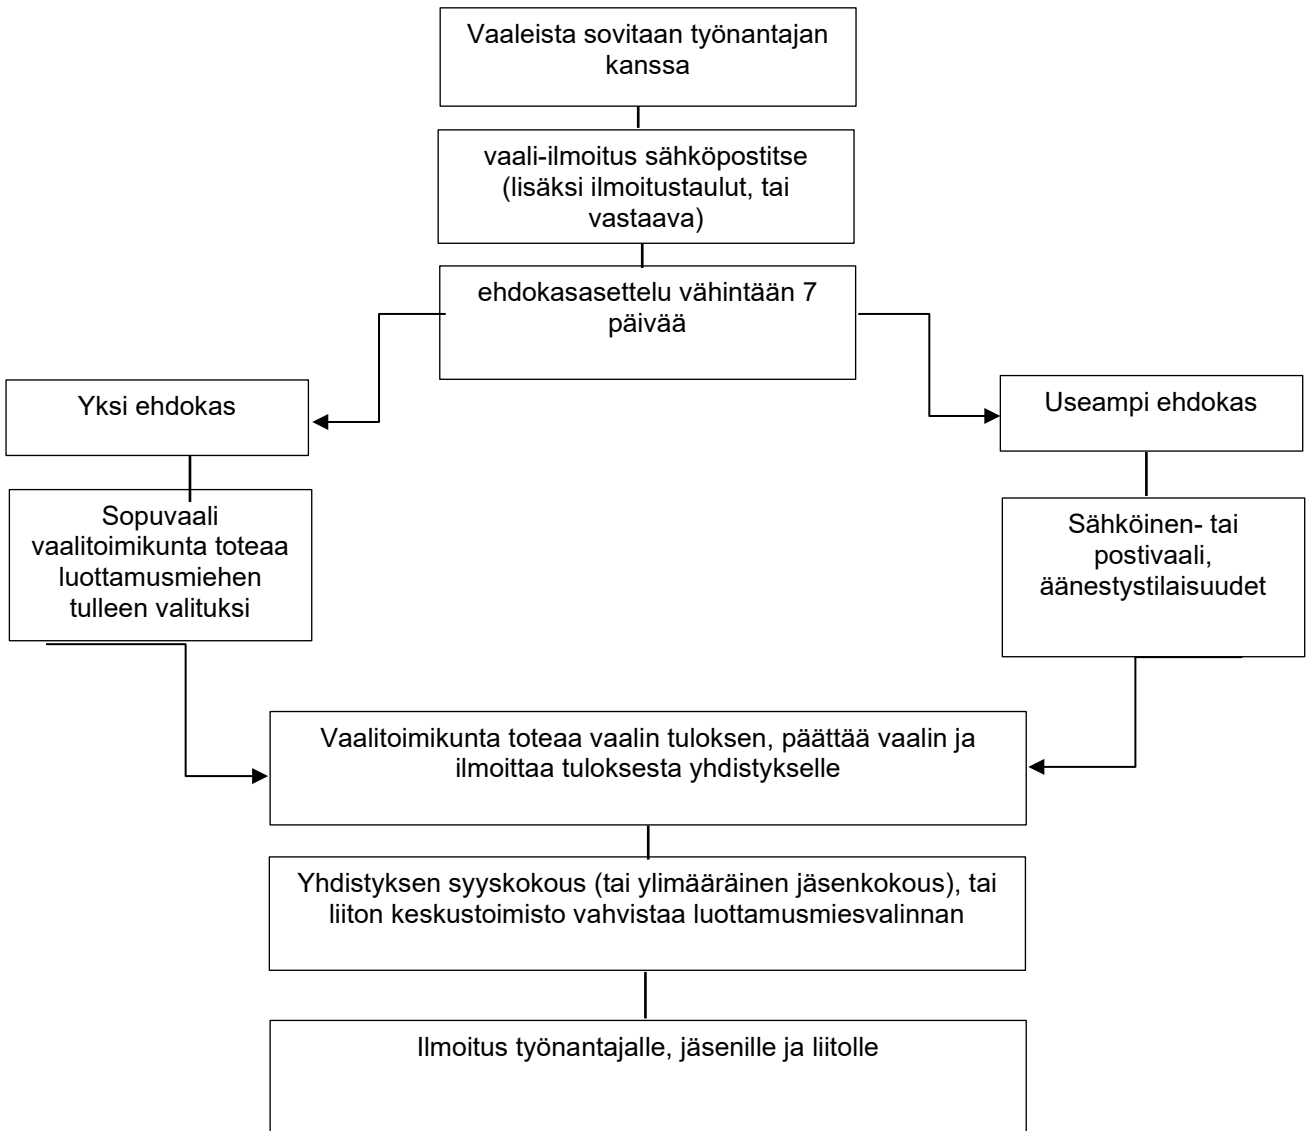 Vaaleista sovitaan työnantajan
kanssa
vaali-ilmoitus sähköpostitse
(lisäksi ilmoitustaulut, tai
vastaava)
ehdokasasettelu vähintään 7
päivää
Yksi ehdokas
Useampi ehdokas
Sopuvaali
vaalitoimikunta toteaa
luottamusmiehen
tulleen valituksi
Sähköinen- tai
postivaali,
äänestystilaisuudet
Vaalitoimikunta toteaa vaalin tuloksen, päättää vaalin ja
ilmoittaa tuloksesta yhdistykselle
Yhdistyksen syyskokous (tai ylimääräinen jäsenkokous), tai
liiton keskustoimisto vahvistaa luottamusmiesvalinnan
Ilmoitus työnantajalle, jäsenille ja liitolle